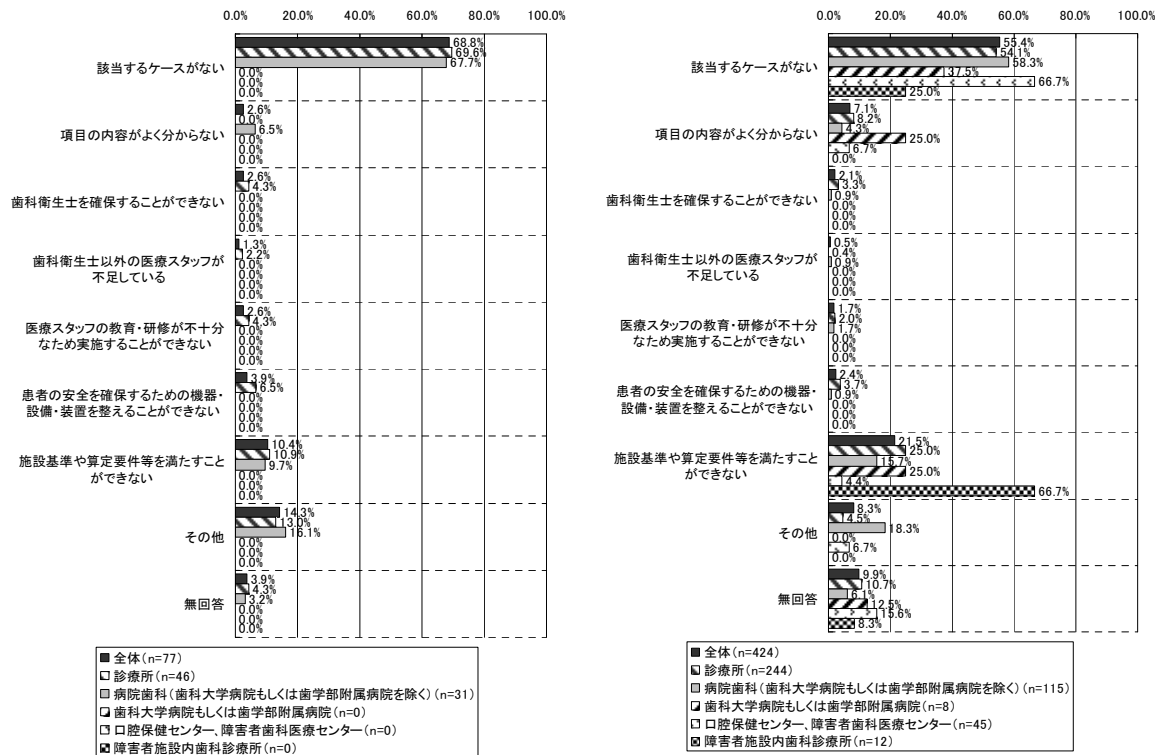 0.0% 20.0% 40.0% 60.0% 80.0% 100.0%
該当するケースがない
68.8%
69.6%
67.7%
0.0%
0.0%
0.0%
項目の内容がよく分からない
2.6%
0.0%
6.5%
0.0%
0.0%
0.0%
歯科衛生士を確保することができない
2.6%
4.3%
0.0%
0.0%
0.0%
0.0%
歯科衛生士以外の医療スタッフが
不足している
1.3%
2.2%
0.0%
0.0%
0.0%
0.0%
医療スタッフの教育・研修が不十分
なため実施することができない
2.6%
4.3%
0.0%
0.0%
0.0%
0.0%
患者の安全を確保するための機器・
設備・装置を整えることができない
3.9%
6.5%
0.0%
0.0%
0.0%
0.0%
施設基準や算定要件等を満たすこと
ができない
10.4%
10.9%
9.7%
0.0%
0.0%
0.0%
その他
14.3%
13.0%
16.1%
0.0%
0.0%
0.0%
無回答
3.9%
4.3%
3.2%
0.0%
0.0%
0.0%
全体(n=77)
診療所(n=46)
病院歯科(歯科大学病院もしくは歯学部附属病院を除く)(n=31)
歯科大学病院もしくは歯学部附属病院(n=0)
口腔保健センター、障害者歯科医療センター(n=0)
障害者施設内歯科診療所(n=0)
0.0% 20.0% 40.0% 60.0% 80.0% 100.0%
該当するケースがない
55.4%
54.1%
58.3%
37.5%
66.7%
25.0%
項目の内容がよく分からない
7.1%
8.2%
4.3%
25.0%
6.7%
0.0%
歯科衛生士を確保することができない
2.1%
3.3%
0.9%
0.0%
0.0%
0.0%
歯科衛生士以外の医療スタッフが
不足している
0.5%
0.4%
0.9%
0.0%
0.0%
0.0%
医療スタッフの教育・研修が不十分
なため実施することができない
1.7%
2.0%
1.7%
0.0%
0.0%
0.0%
患者の安全を確保するための機器・
設備・装置を整えることができない
2.4%
3.7%
0.9%
0.0%
0.0%
0.0%
施設基準や算定要件等を満たすこと
ができない
21.5%
25.0%
15.7%
25.0%
4.4%
66.7%
その他
8.3%
4.5%
18.3%
0.0%
6.7%
0.0%
無回答
9.9%
10.7%
6.1%
12.5%
15.6%
8.3%
全体(n=424)
診療所(n=244)
病院歯科(歯科大学病院もしくは歯学部附属病院を除く)(n=115)
歯科大学病院もしくは歯学部附属病院(n=8)
口腔保健センター、障害者歯科医療センター(n=45)
障害者施設内歯科診療所(n=12)